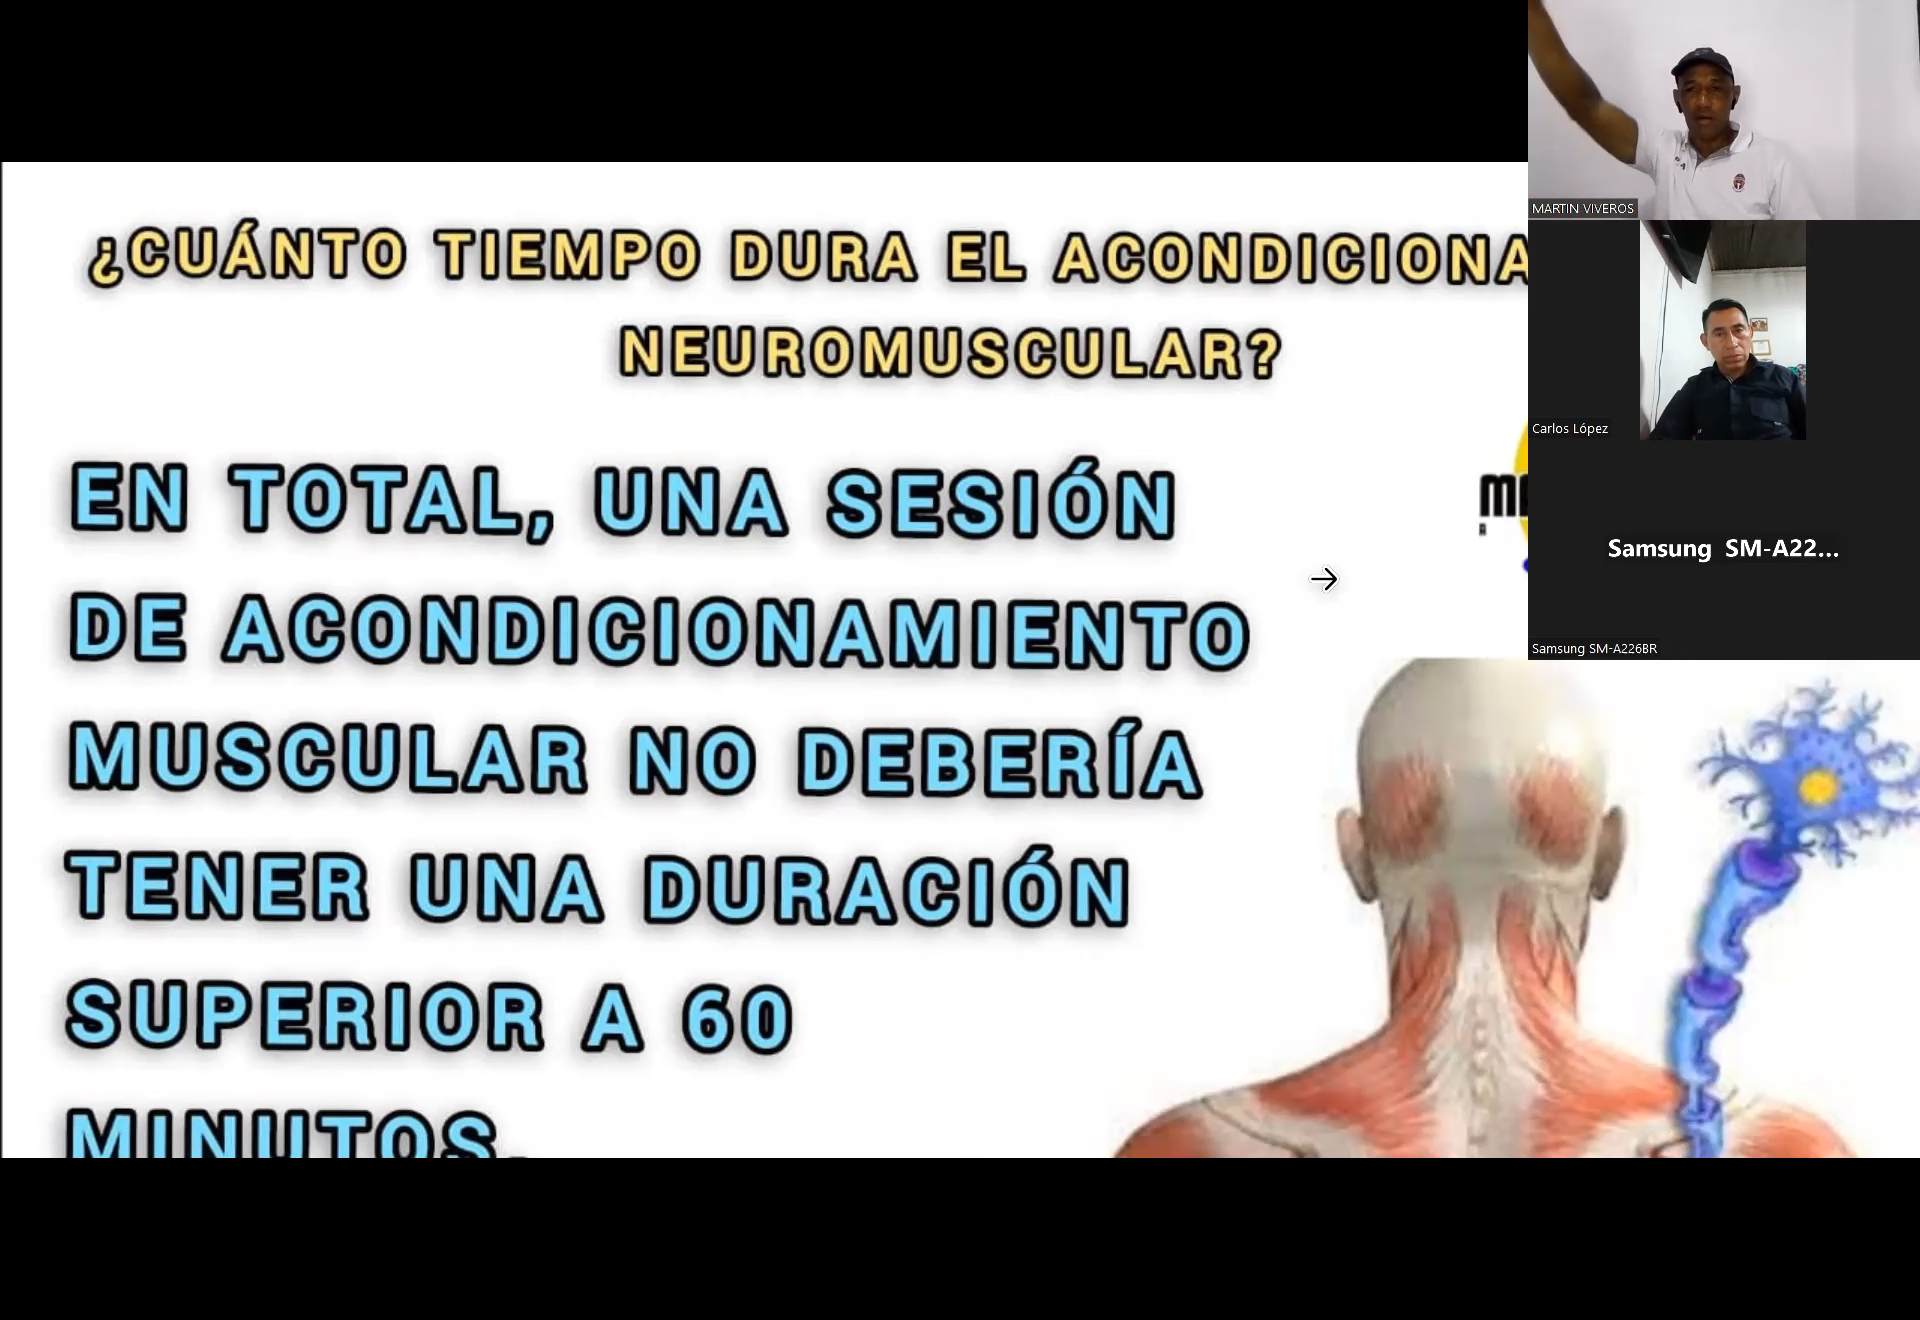 ¿CUÁNTO TIEMPO DURA EL ACONDICIONA
NEUROMUSCULAR?
EN TOTAL, UNA SESIÓN
DE ACONDICIONAMIENTO
MUSCULAR NO DEBERÍA
TENER UNA DURACIÓN
SUPERIOR A 60
MINUTOS.
MARTIN VIVEROS
Carlos López
Samsung SM-A22...
Samsung SM-A226BR